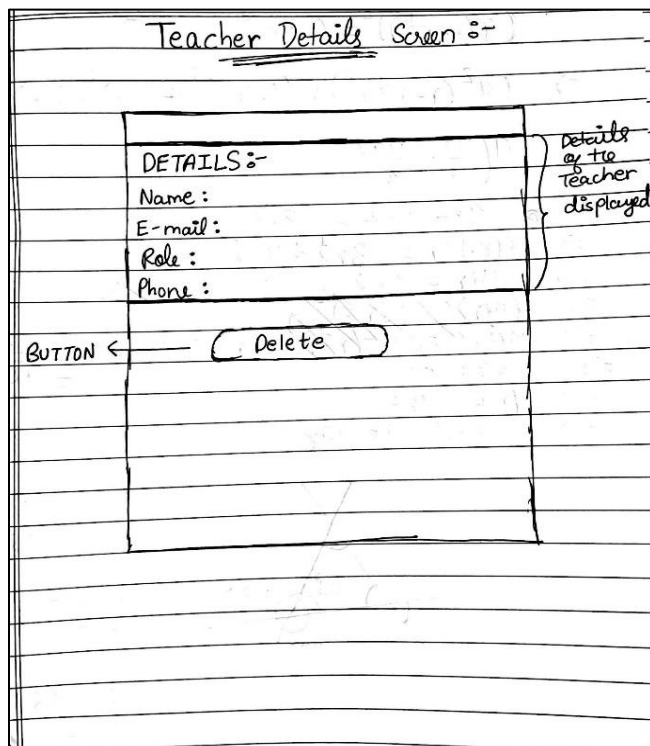 Teacher Details Screen :-
DETAILS :-
Name :
E-mail :
Role :
Phone :
Details
of the
Teacher
displayed
BUTTON
Delete